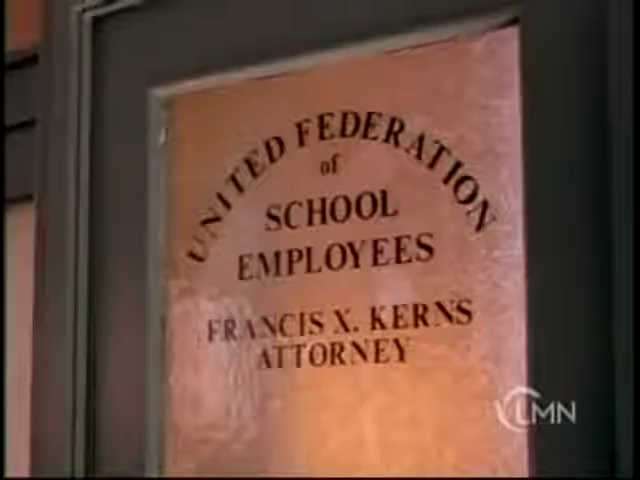 UNITED FEDERATION
of
SCHOOL
EMPLOYEES
FRANCIS X. KERNS
ATTORNEY
LMN